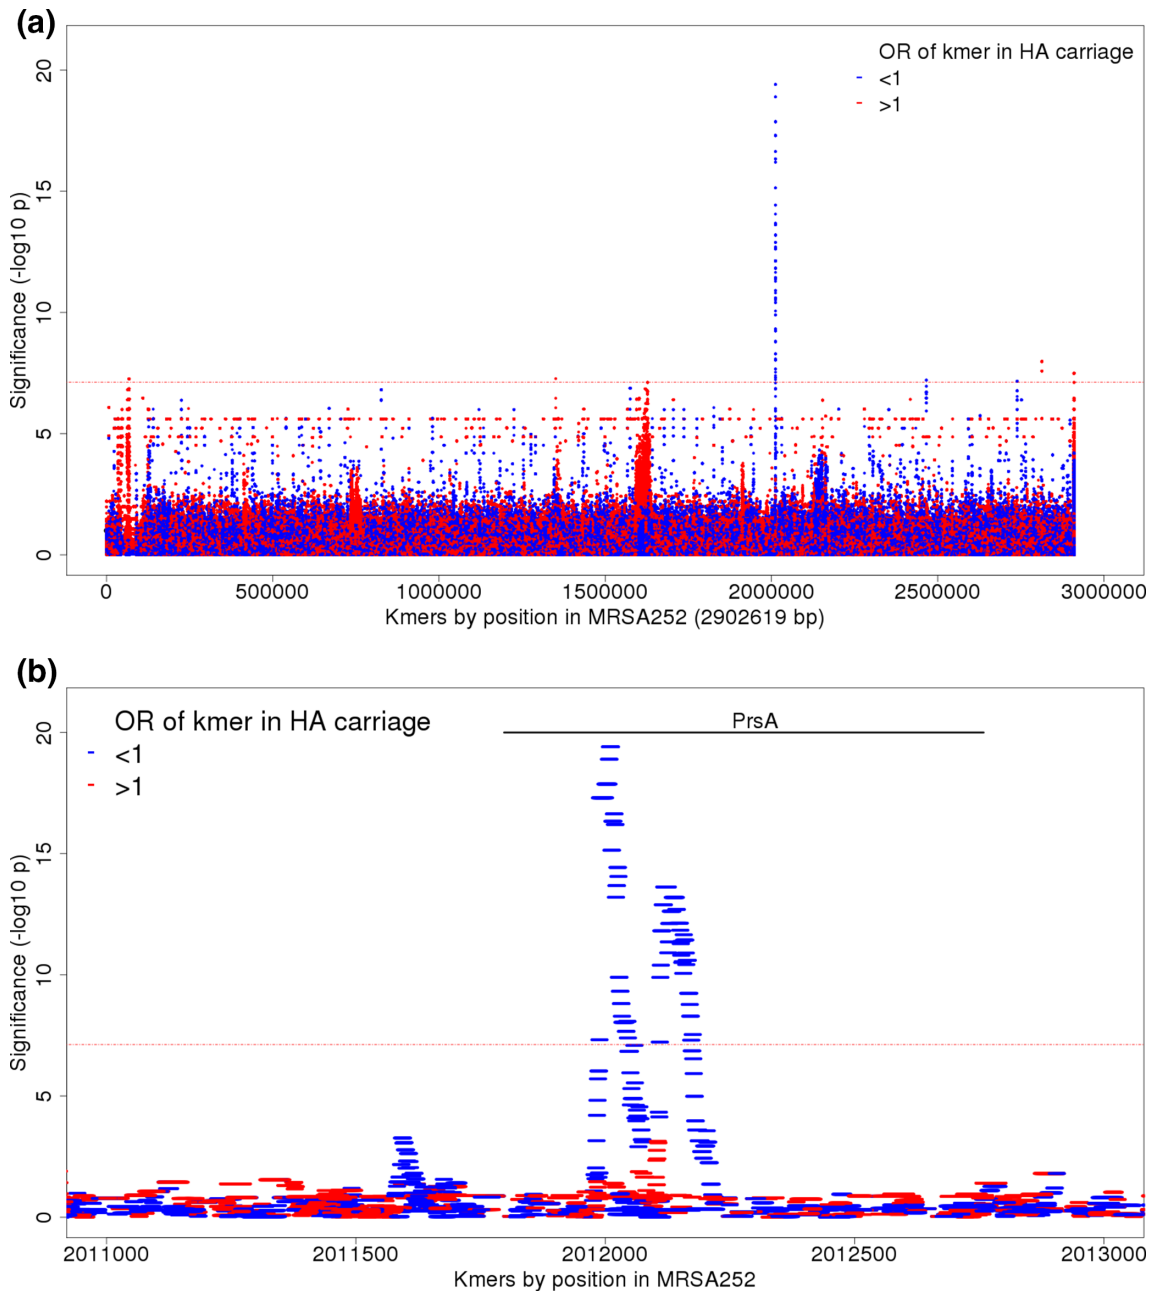 (a)
OR of kmer in HA carriage
<1
>1
Significance (-log10 p)
20
15
10
5
0
0 500000 1000000 1500000 2000000 2500000 3000000
Kmers by position in MRSA252 (2902619 bp)
(b)
OR of kmer in HA carriage
<1
>1
PrsA
Significance (-log10 p)
20
15
10
5
0
2011000 2011500 2012000 2012500 2013000
Kmers by position in MRSA252